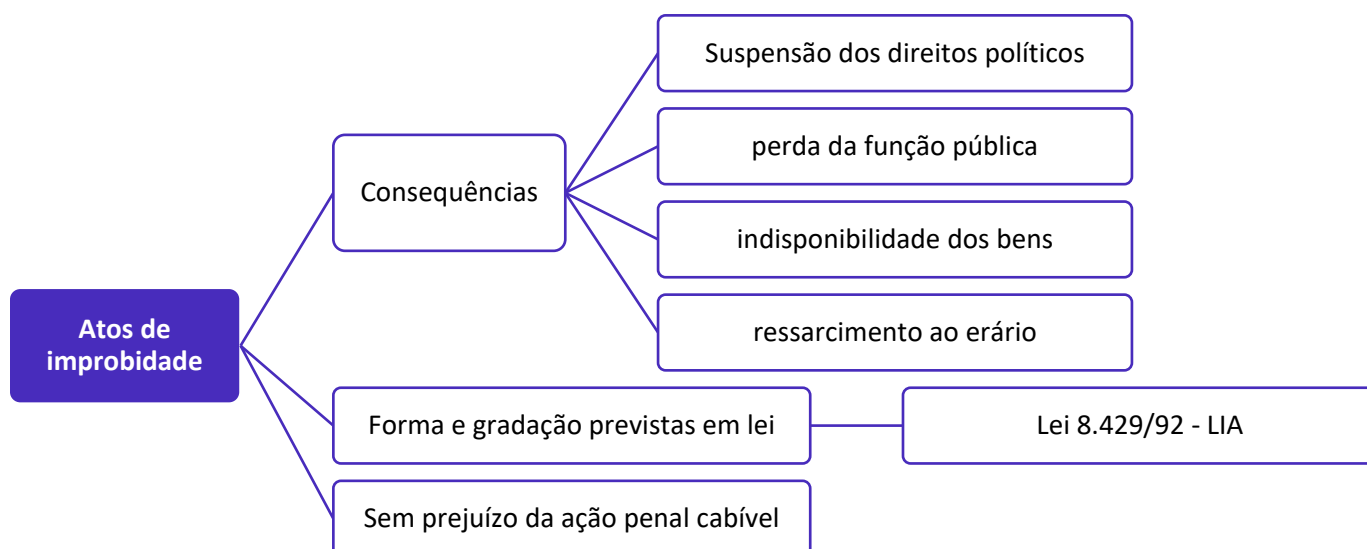 Atos de
improbidade
Consequências
Suspensão dos direitos políticos
perda da função pública
indisponibilidade dos bens
ressarcimento ao erário
Forma e gradação previstas em lei
Lei 8.429/92 - LIA
Sem prejuízo da ação penal cabível